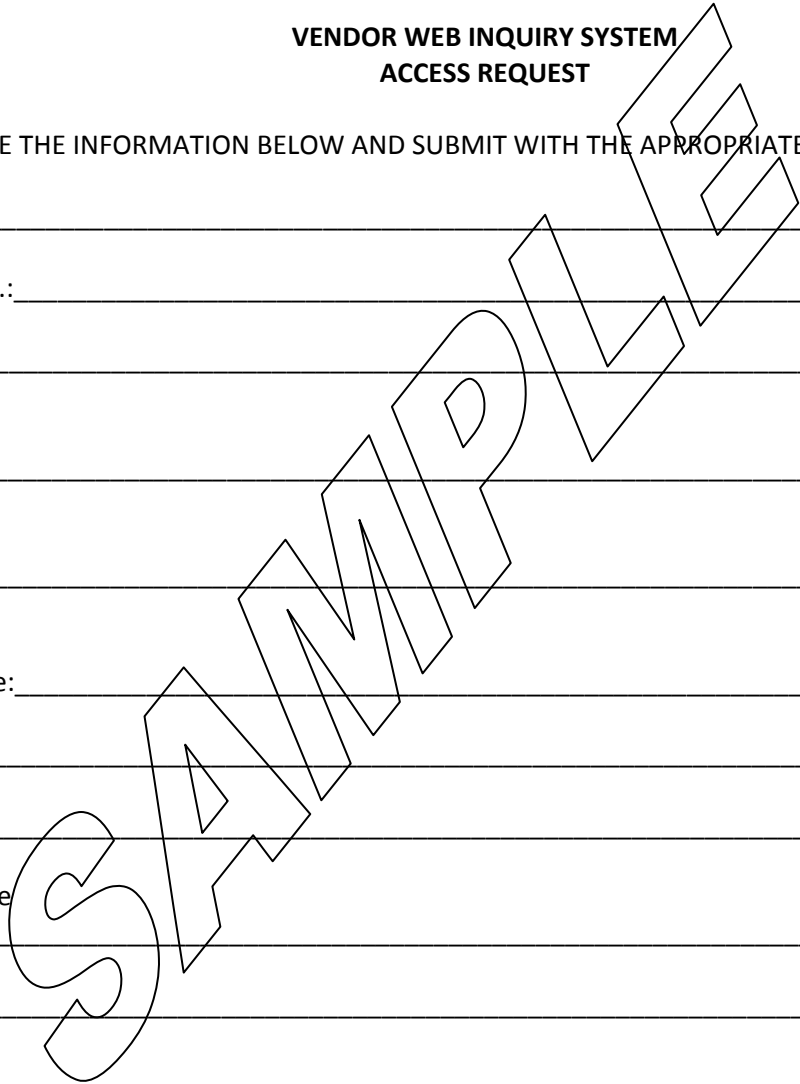 VENDOR WEB INQUIRY SYSTEM
ACCESS REQUEST
E THE INFORMATION BELOW AND SUBMIT WITH THE APPROPRIATE
.:
e:
e
SAMPLE